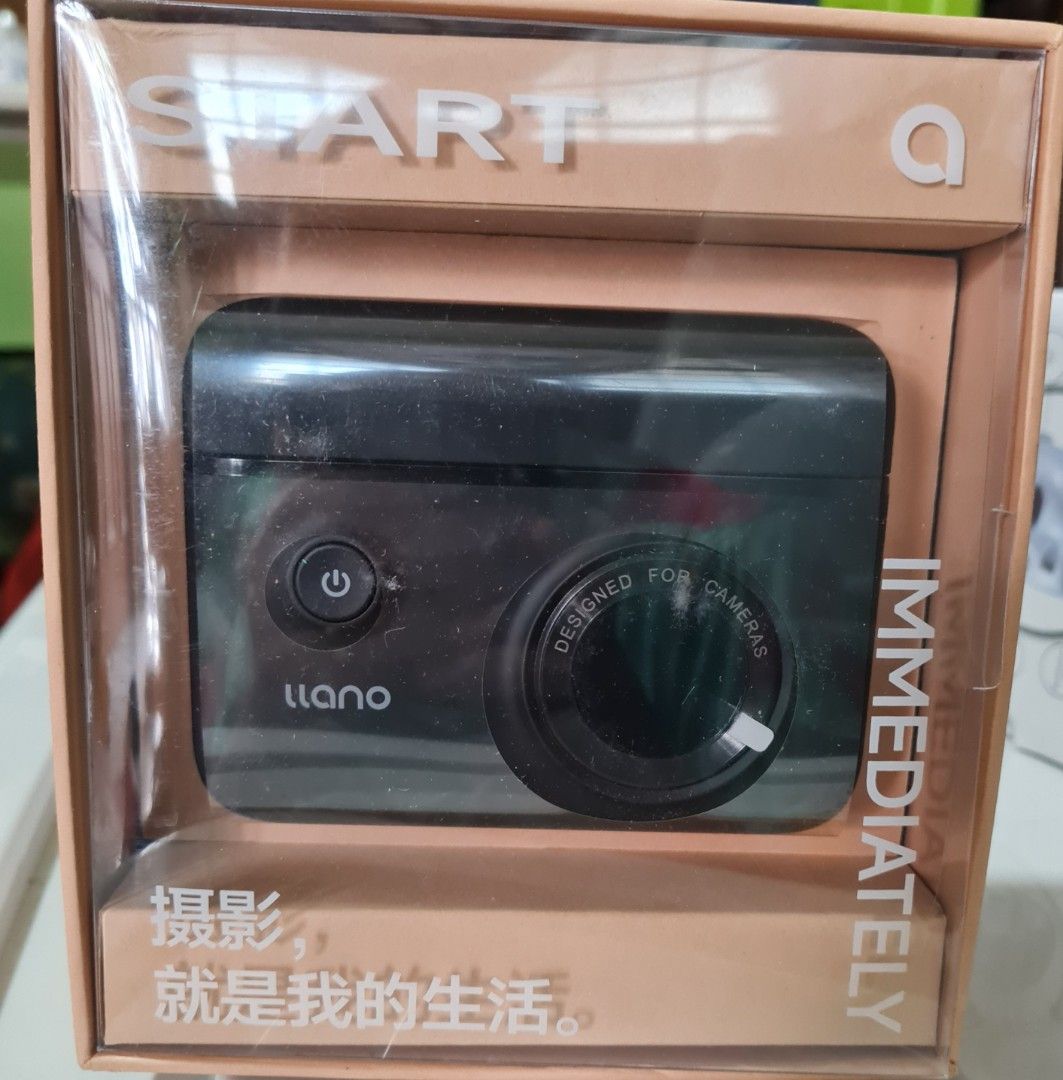 START
a
DESIGNED FOR CAMERAS
llano
IMMEDIATELY
摄影,
就是我的生活。